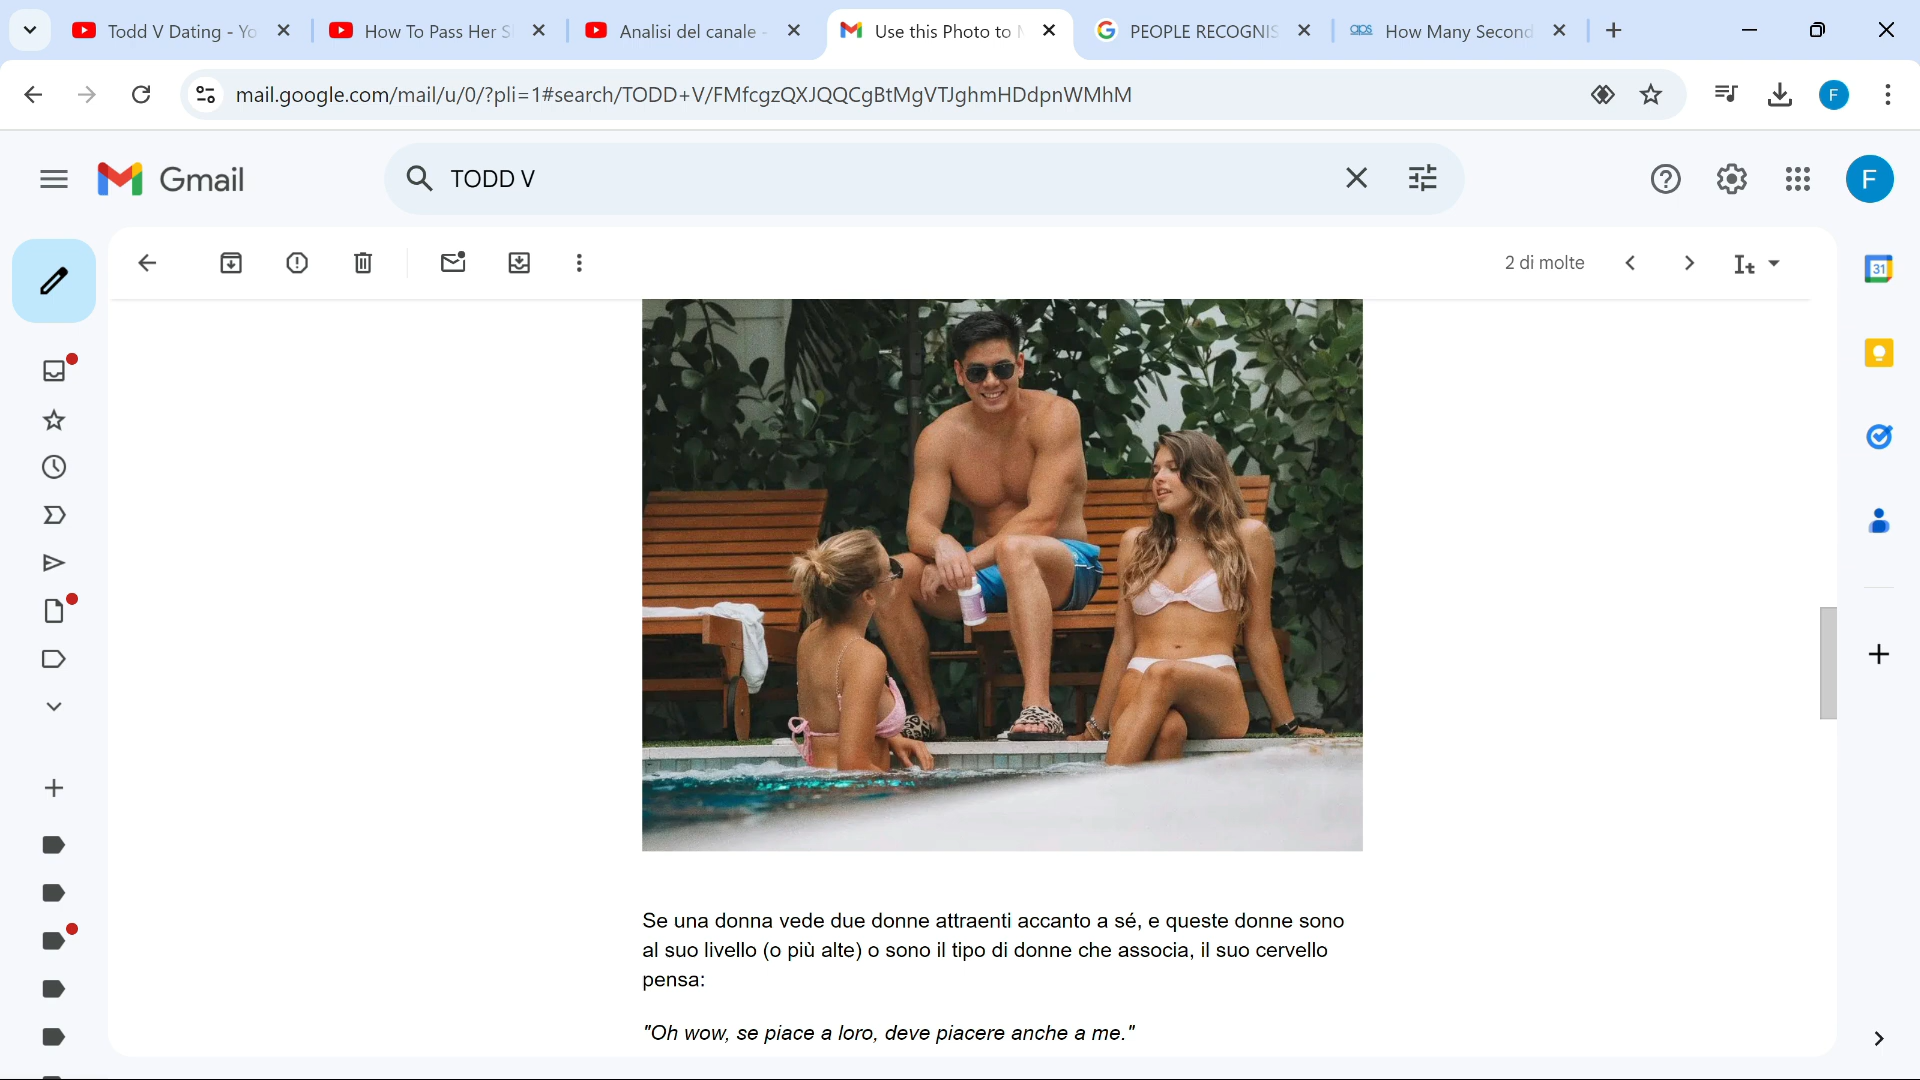 Todd V Dating - Yo
How To Pass Her S
Analisi del canale -
Use this Photo to
PEOPLE RECOGNIS
aps
How Many Second
mail.google.com/mail/u/0/?pli=1#search/TODD+V/FMfcgzQXJQQCgBtMgVTJghmHDdpnWMhM
F
Gmail
TODD V
F
2 di molte
31
Se una donna vede due donne attraenti accanto a sé, e queste donne sono
al suo livello (o più alte) o sono il tipo di donne che associa, il suo cervello
pensa:
"Oh wow, se piace a loro, deve piacere anche a me."